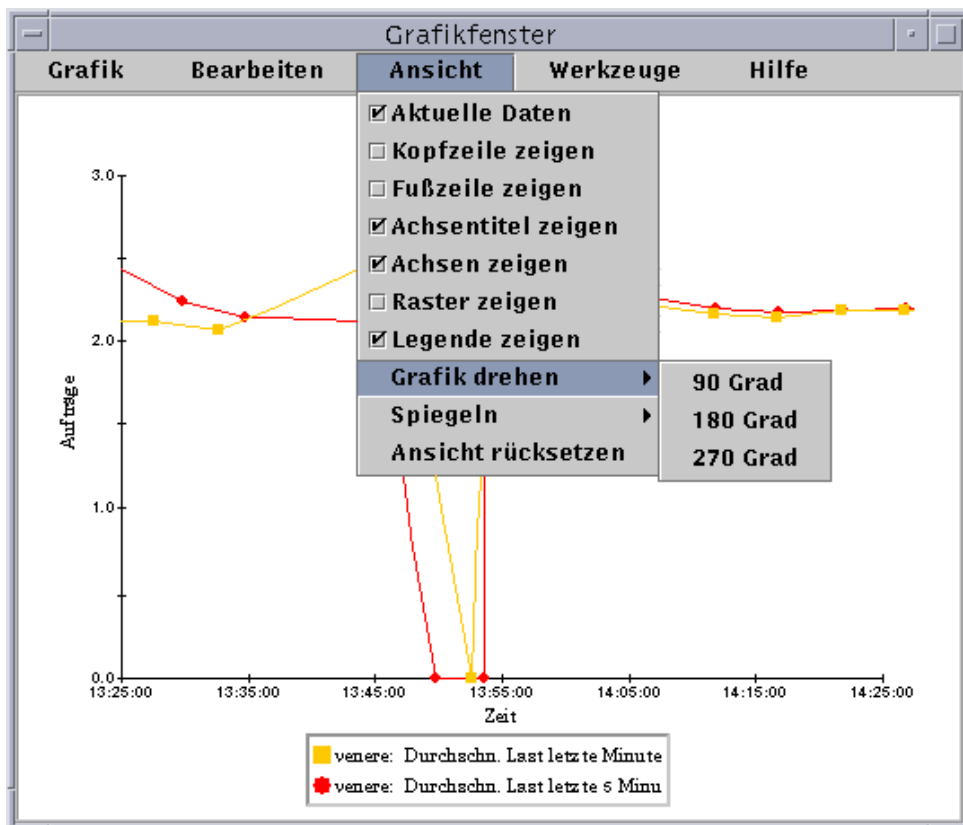 Grafikfenster
Grafik Bearbeiten Ansicht Werkzeuge Hilfe
Aktuelle Daten
Kopfzeile zeigen
Fußzeile zeigen
Achsentitel zeigen
Achsen zeigen
Raster zeigen
Legende zeigen
Grafik drehen
Spiegeln
Ansicht rücksetzen
90 Grad
180 Grad
270 Grad
3.0
2.0
1.0
0.0
Aufträge
13:25:00 13:35:00 13:45:00 13:55:00 14:05:00 14:15:00 14:25:00
Zeit
venere: Durchschn. Last letzte Minute
venere: Durchschn. Last letzte 5 Minu